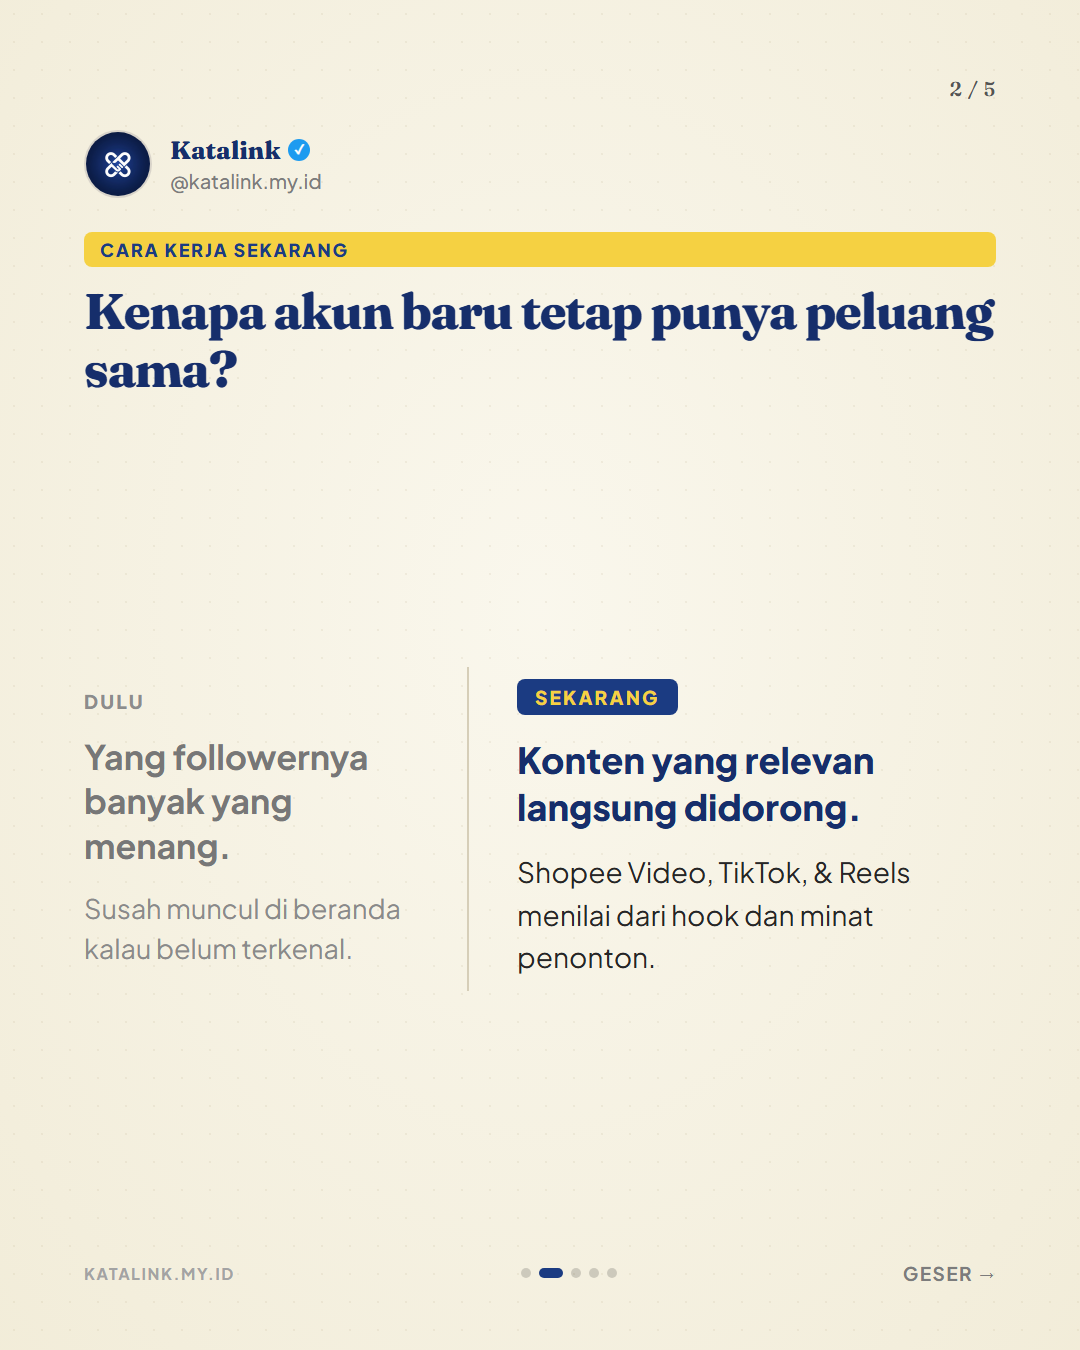 2 / 5
Katalink
@katalink.my.id
CARA KERJA SEKARANG
Kenapa akun baru tetap punya peluang
sama?
DULU
Yang followernya
banyak yang
menang.
Susah muncul di beranda
kalau belum terkenal.
SEKARANG
Konten yang relevan
langsung didorong.
Shopee Video, TikTok, & Reels
menilai dari hook dan minat
penonton.
KATALINK.MY.ID
GESER →